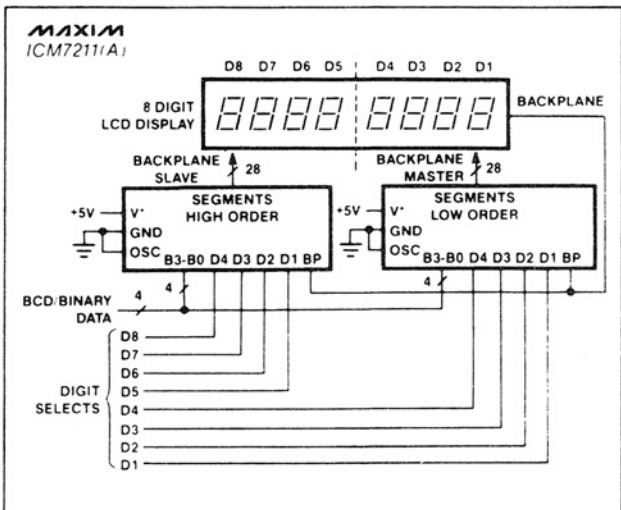 MAXIM
ICM7211(A)
D8 D7 D6 D5 D4 D3 D2 D1
8 DIGIT
LCD DISPLAY
BACKPLANE
BACKPLANE
SLAVE
28
BACKPLANE
MASTER
28
SEGMENTS
HIGH ORDER
+5V
V+
GND
OSC
B3-B0 D4 D3 D2 D1 BP
SEGMENTS
LOW ORDER
+5V
V+
GND
OSC
B3-B0 D4 D3 D2 D1 BP
4
4
BCD/BINARY
DATA
4
DIGIT
SELECTS
D8
D7
D6
D5
D4
D3
D2
D1